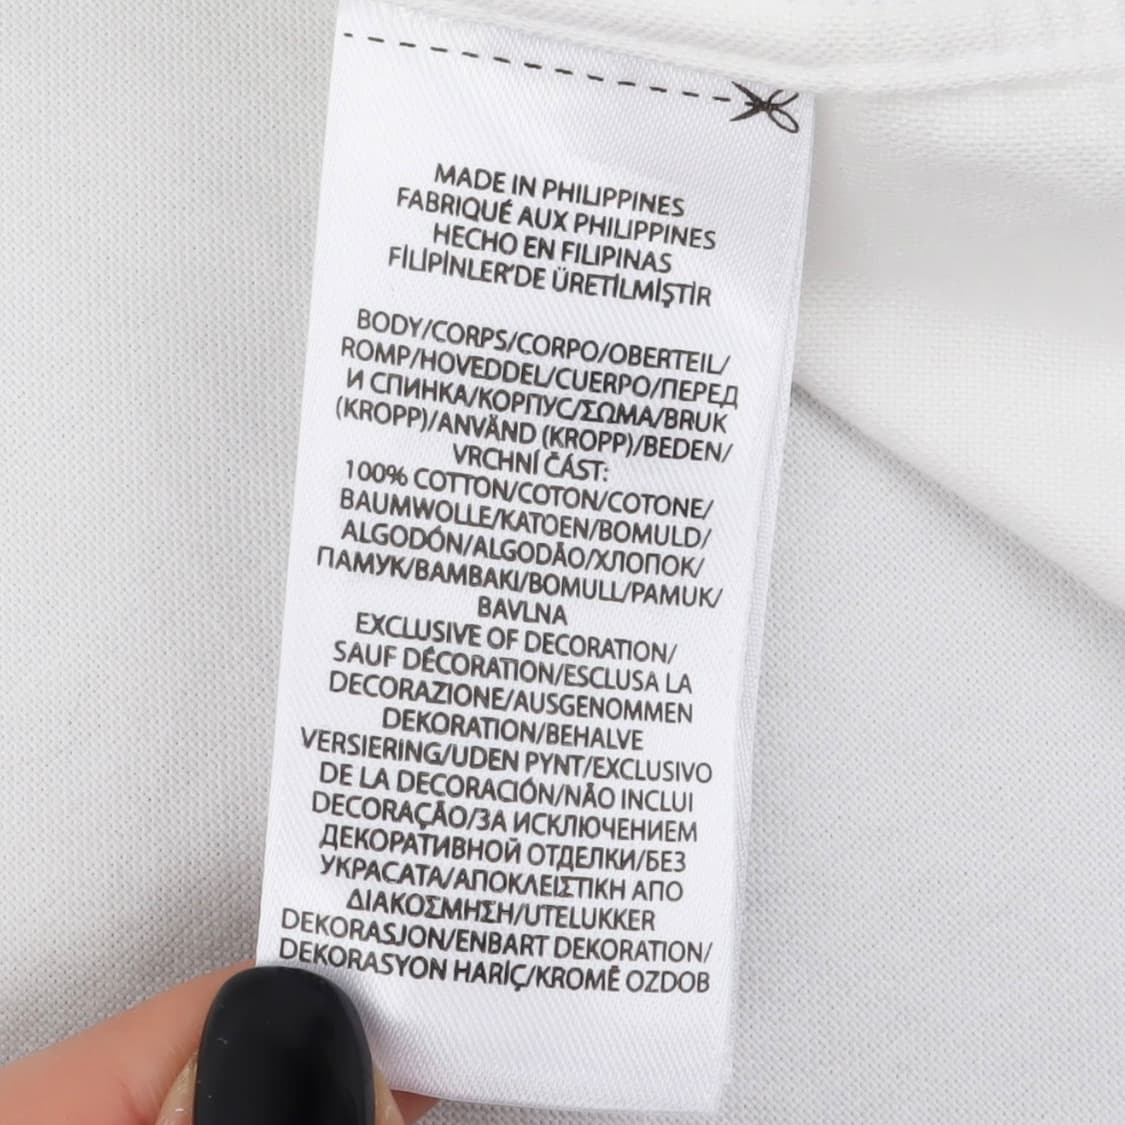 MADE IN PHILIPPINES
FABRIQUÉ AUX PHILIPPINES
HECHO EN FILIPINAS
FİLİPİNLER'DE ÜRETİLMİŞTİR
BODY/CORPS/CORPO/OBERTEIL/
ROMP/HOVEDDEL/CUERPO/ПЕРЕД
И СПИНКА/КОРПУС/ΣΩΜΑ/BRUK
(KROPP)/ANVÄND (KROPP)/BEDEN/
VRCHNÍ ČÁST:
100% COTTON/COTON/COTONE/
BAUMWOLLE/KATOEN/BOMULD/
ALGODÓN/ALGODÃO/ХЛОПОК/
ПАМУК/BAMBAKI/BOMULL/PAMUK/
BAVLNA
EXCLUSIVE OF DECORATION/
SAUF DÉCORATION/ESCLUSA LA
DECORAZIONE/AUSGENOMMEN
DEKORATION/BEHALVE
VERSIERING/UDEN PYNT/EXCLUSIVO
DE LA DECORACIÓN/NÃO INCLUI
DECORAÇÃO/ЗА ИСКЛЮЧЕНИЕМ
ДЕКОРАТИВНОЙ ОТДЕЛКИ/БЕЗ
УКРАСАТА/ΑΠΟΚΛΕΙΣΤΙΚΗ ΑΠΟ
ΔΙΑΚΟΣΜΗΣΗ/UTELUKKER
DEKORASJON/ENBART DEKORATION/
DEKORASYON HARİÇ/KROMĚ OZDOB